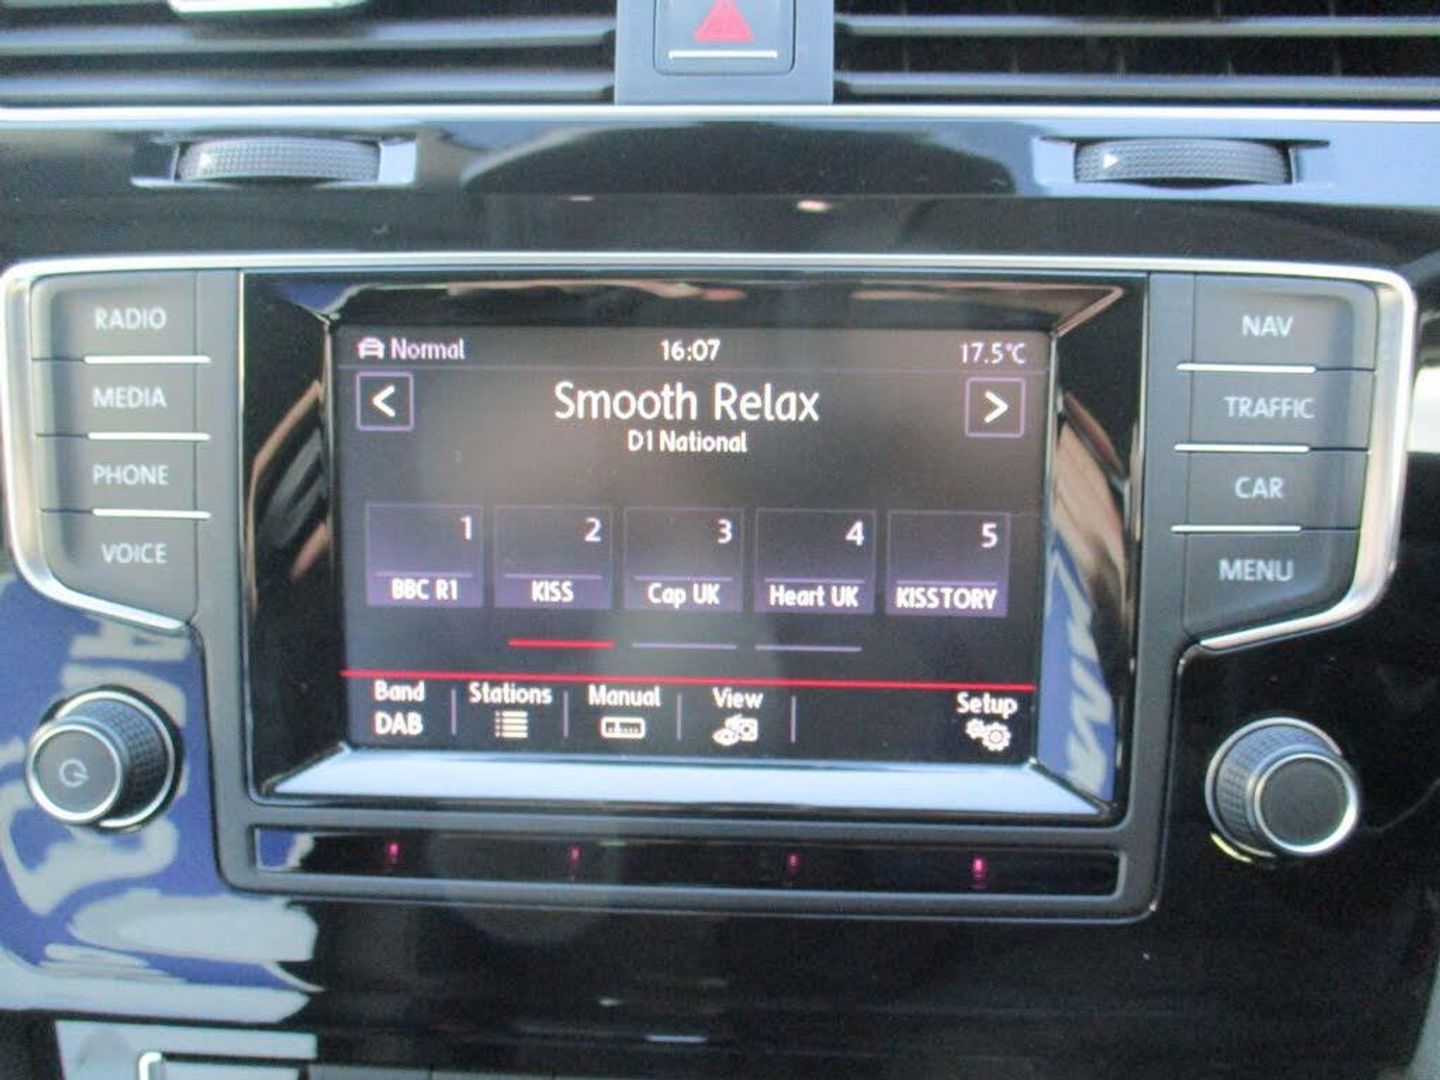 RADIO
MEDIA
PHONE
VOICE
Normal 16:07 17.5°C
< Smooth Relax >
D1 National
1 2 3 4 5
BBC R1 KISS Cap UK Heart UK KISSTORY
Band Stations Manual View Setup
DAB
NAV
TRAFFIC
CAR
MENU